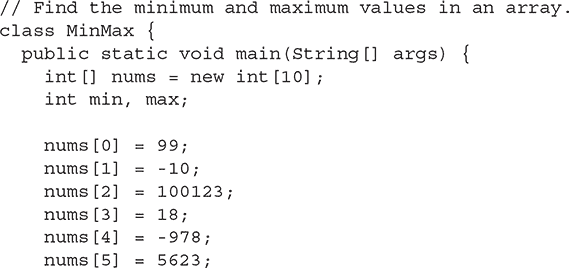 // Find the minimum and maximum values in an array.
class MinMax {
  public static void main(String[] args) {
    int[] nums = new int[10];
    int min, max;

    nums[0] = 99;
    nums[1] = -10;
    nums[2] = 100123;
    nums[3] = 18;
    nums[4] = -978;
    nums[5] = 5623;